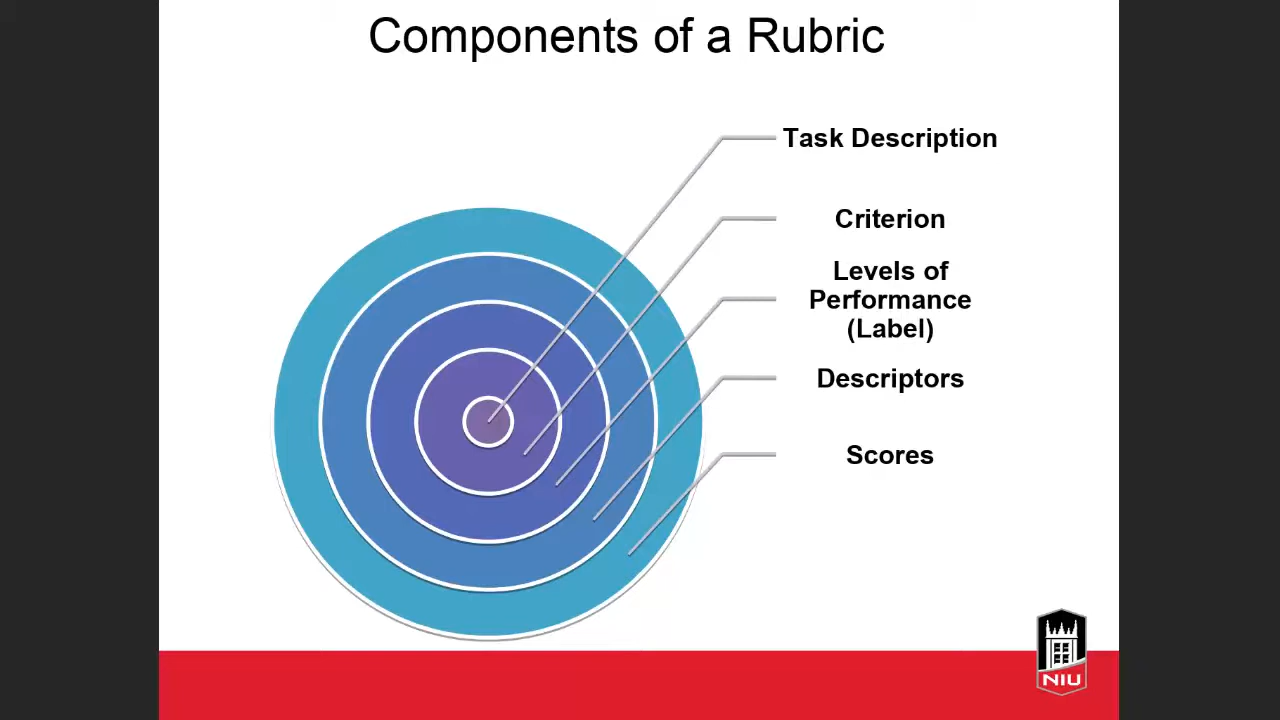 Components of a Rubric
Task Description
Criterion
Levels of
Performance
(Label)
Descriptors
Scores
NIU